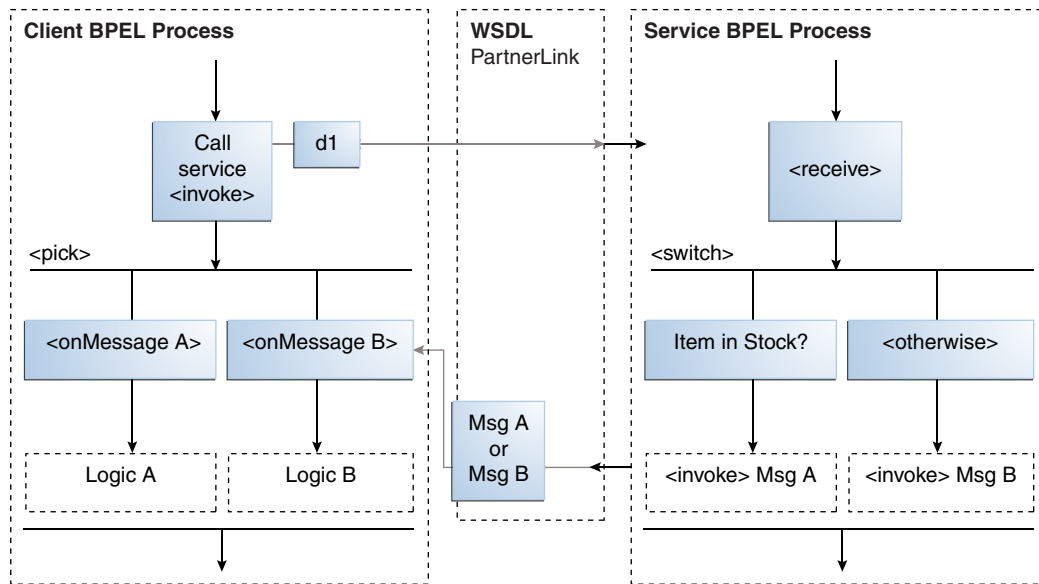 Client BPEL Process
WSDL
PartnerLink
Service BPEL Process
Call
service
<invoke>
d1
<receive>
<pick>
<switch>
<onMessage A>
<onMessage B>
Item in Stock?
<otherwise>
Msg A
or
Msg B
Logic A
Logic B
<invoke> Msg A
<invoke> Msg B